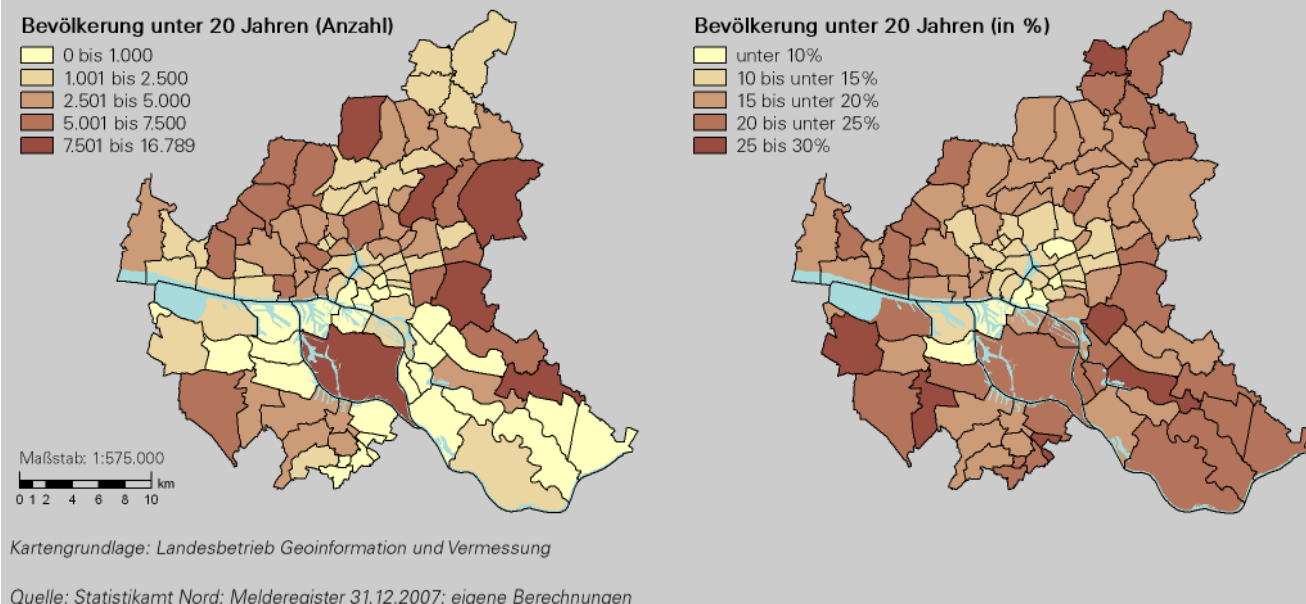 Bevölkerung unter 20 Jahren (Anzahl)
0 bis 1.000
1.001 bis 2.500
2.501 bis 5.000
5.001 bis 7.500
7.501 bis 16.789
Maßstab: 1:575.000
0 1 2 4 6 8 10 km
Bevölkerung unter 20 Jahren (in %)
unter 10%
10 bis unter 15%
15 bis unter 20%
20 bis unter 25%
25 bis 30%
Kartengrundlage: Landesbetrieb Geoinformation und Vermessung
Quelle: Statistikamt Nord; Melderegister 31.12.2007; eigene Berechnungen